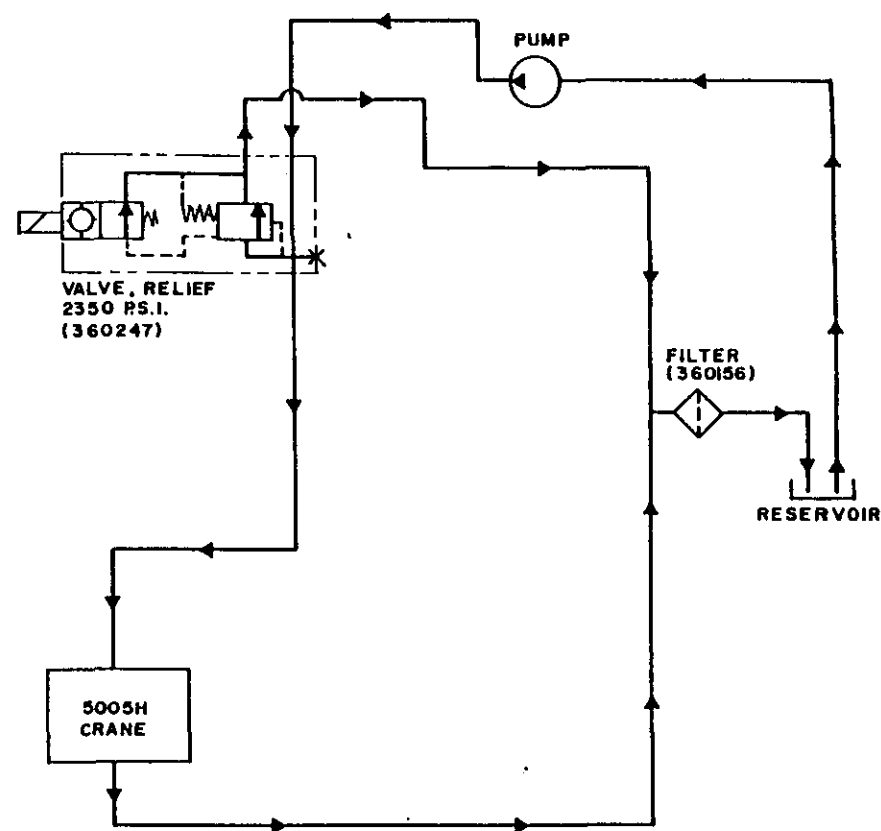 PUMP
VALVE, RELIEF
2350 P.S.I.
(360247)
FILTER
(360156)
RESERVOIR
5005H
CRANE